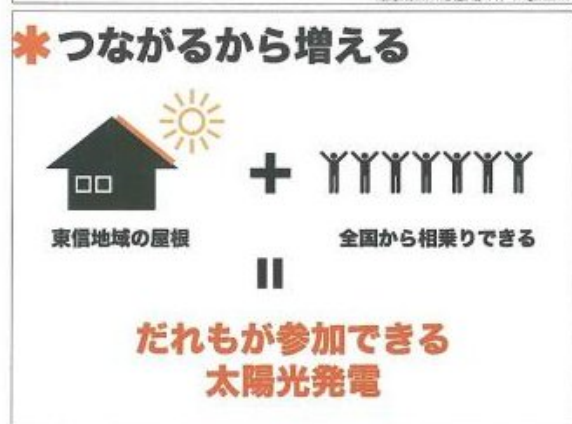 *つながるから増える
+
東信地域の屋根
全国から相乗りできる
=
だれもが参加できる
太陽光発電